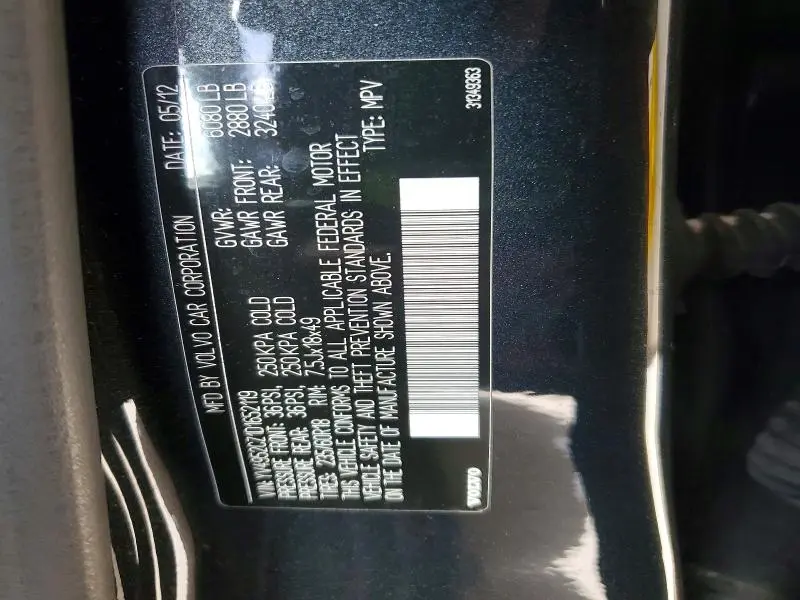 MFD BY VOLVO CAR CORPORATION DATE: 05/12
VIN:
GVWR: 6080 LB
PRESSURE FRONT: 36PSI, 250KPA COLD GAWR FRONT: 2880 LB
PRESSURE REAR: 36PSI, 250KPA COLD GAWR REAR: 3240 LB
TIRES: 235/60R18 RIM: 7.5Jx18x49
THIS VEHICLE CONFORMS TO ALL APPLICABLE FEDERAL MOTOR
VEHICLE SAFETY AND THEFT PREVENTION STANDARDS IN EFFECT
ON THE DATE OF MANUFACTURE SHOWN ABOVE. TYPE: MPV
VOLVO 31349363